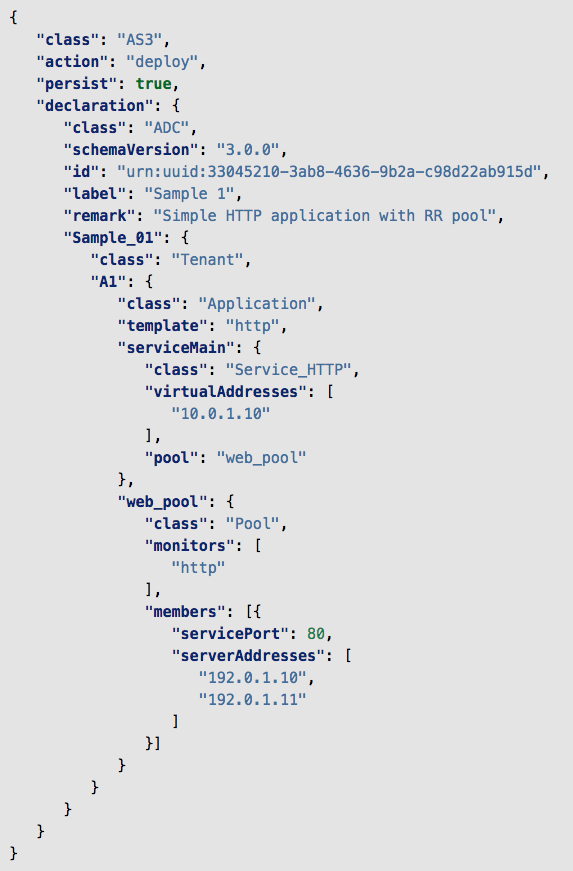 {
   "class": "AS3",
   "action": "deploy",
   "persist": true,
   "declaration": {
      "class": "ADC",
      "schemaVersion": "3.0.0",
      "id": "urn:uuid:33045210-3ab8-4636-9b2a-c98d22ab915d",
      "label": "Sample 1",
      "remark": "Simple HTTP application with RR pool",
      "Sample_01": {
         "class": "Tenant",
         "A1": {
            "class": "Application",
            "template": "http",
            "serviceMain": {
               "class": "Service_HTTP",
               "virtualAddresses": [
                  "10.0.1.10"
               ],
               "pool": "web_pool"
            },
            "web_pool": {
               "class": "Pool",
               "monitors": [
                  "http"
               ],
               "members": [{
                  "servicePort": 80,
                  "serverAddresses": [
                     "192.0.1.10",
                     "192.0.1.11"
                  ]
               }]
            }
         }
      }
   }
}